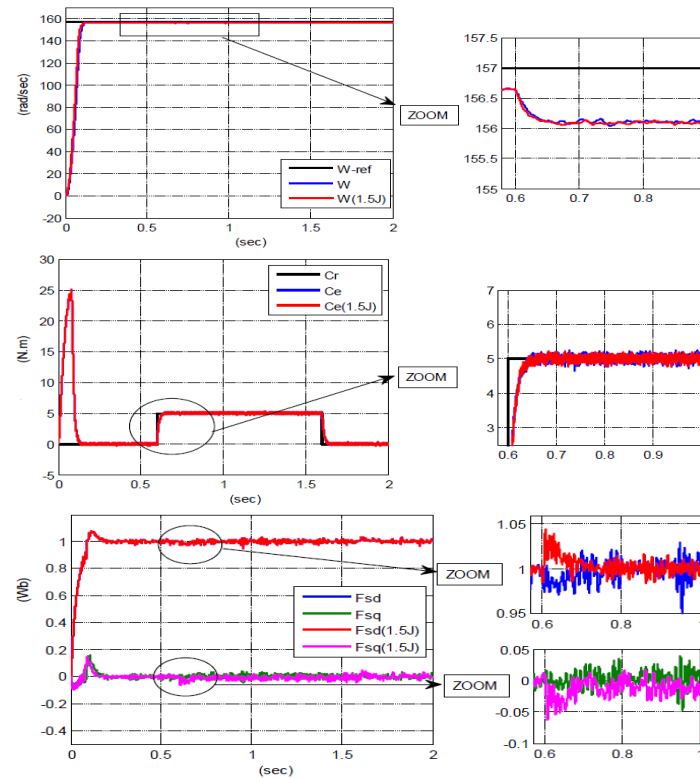 160
140
120
100
80
60
40
20
0
-20
(rad/sec)
0 0.5 1 1.5 2
(sec)
W-ref
W
W(1.5J)
ZOOM
157.5
157
156.5
156
155.5
155
0.6 0.7 0.8
30
25
20
15
10
5
0
-5
(N.m)
0 0.5 1 1.5 2
(sec)
Cr
Ce
Ce(1.5J)
ZOOM
7
6
5
4
3
0.6 0.7 0.8 0.9 1
1
0.8
0.6
0.4
0.2
0
-0.2
-0.4
(Wb)
0 0.5 1 1.5 2
(sec)
Fsd
Fsq
Fsd(1.5J)
Fsq(1.5J)
ZOOM
ZOOM
1.05
1
0.95
0.6 0.8 1
0.05
0
-0.05
-0.1
0.6 0.8 1